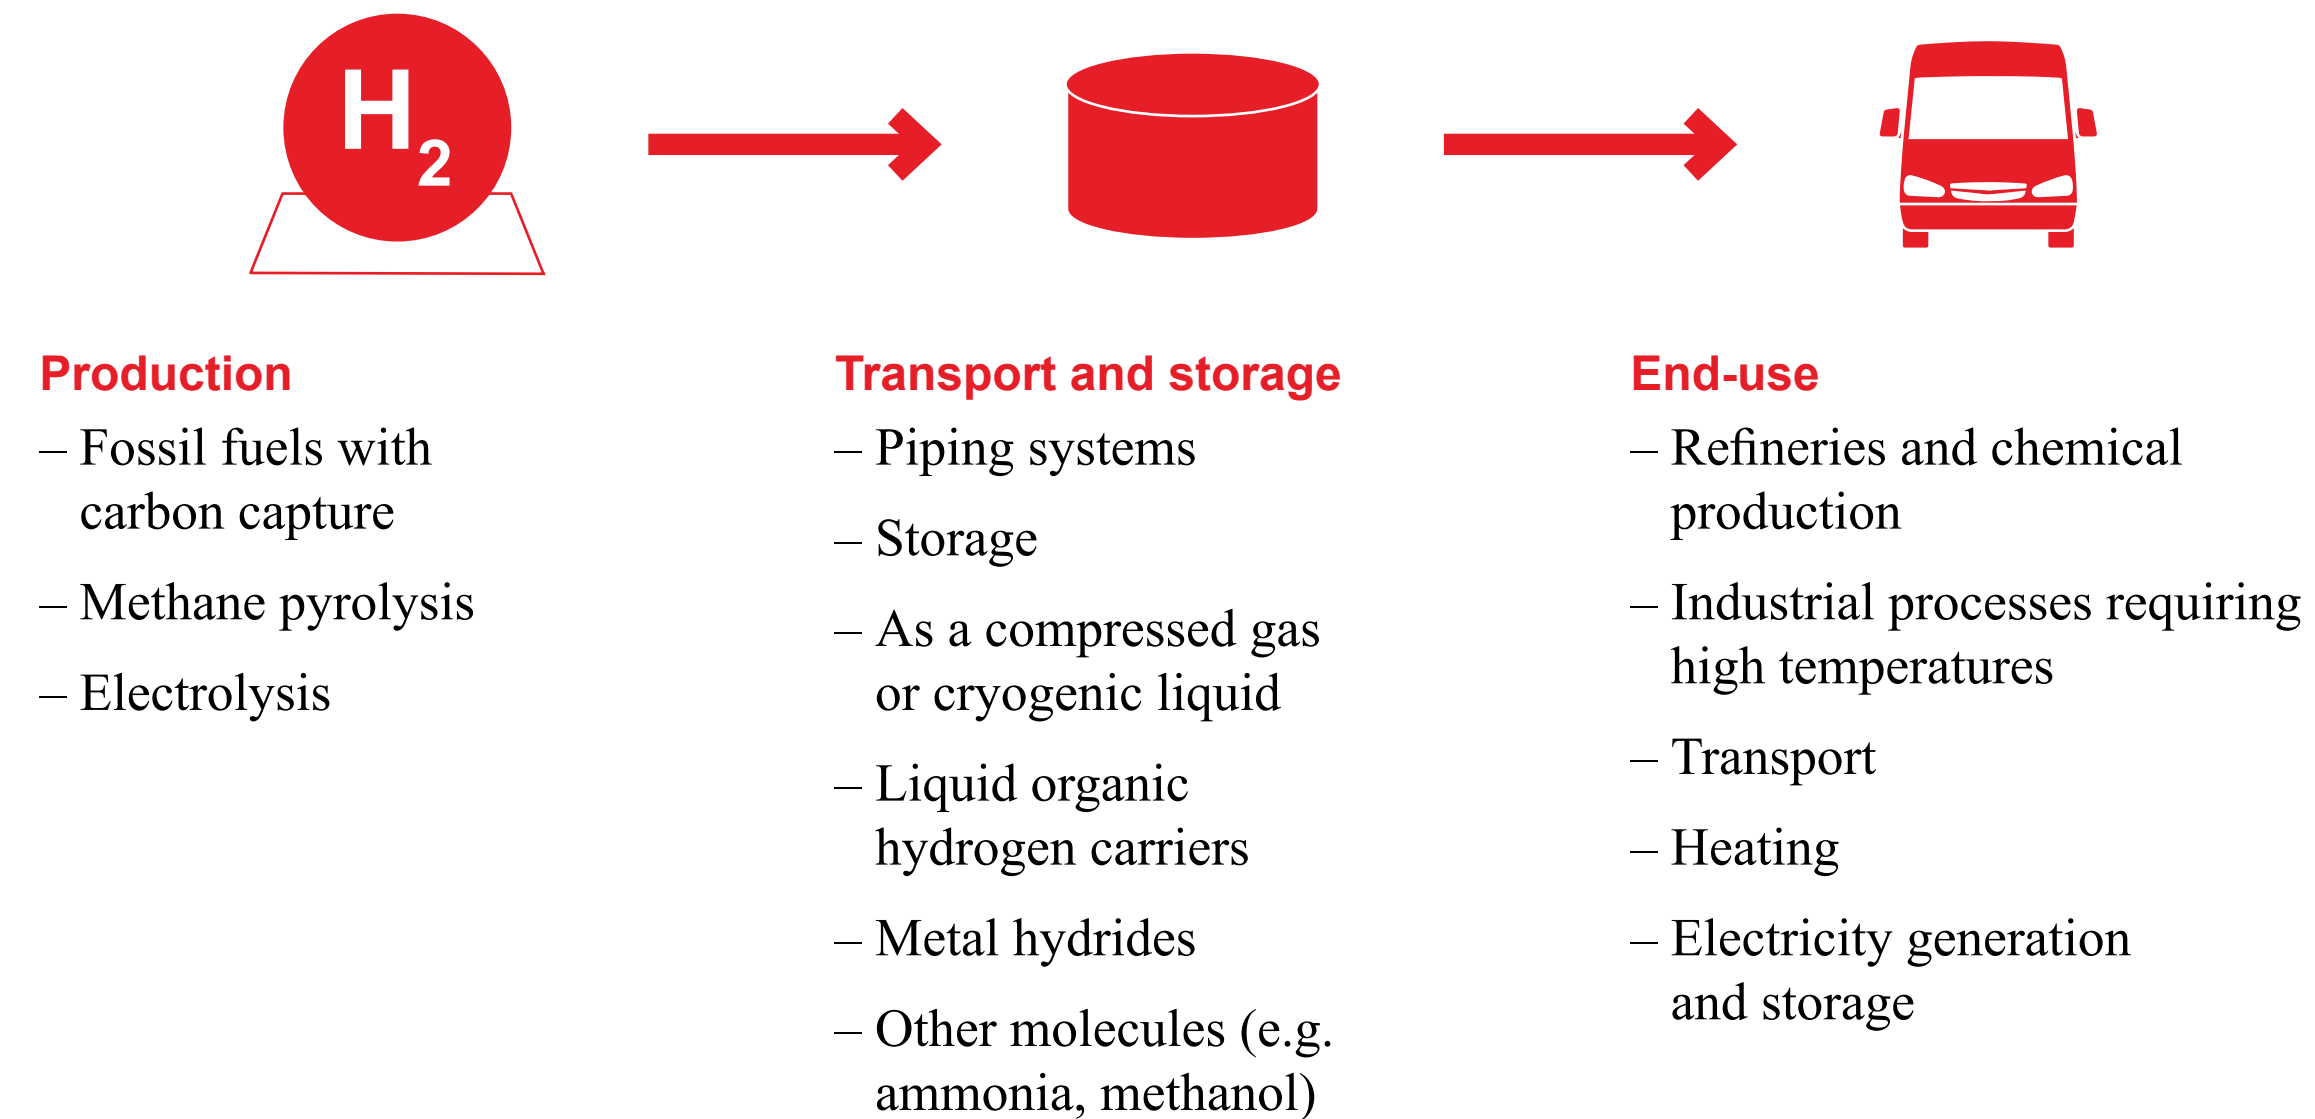 H2
Production
– Fossil fuels with
carbon capture
– Methane pyrolysis
– Electrolysis
Transport and storage
– Piping systems
– Storage
– As a compressed gas
or cryogenic liquid
– Liquid organic
hydrogen carriers
– Metal hydrides
– Other molecules (e.g.
ammonia, methanol)
End-use
– Refineries and chemical
production
– Industrial processes requiring
high temperatures
– Transport
– Heating
– Electricity generation
and storage